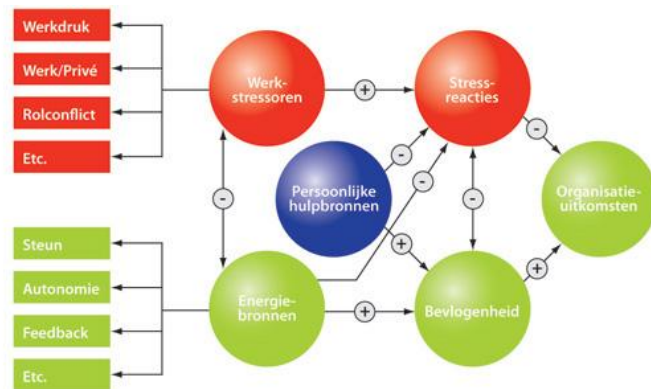 Werkdruk
Werk/Privé
Rolconflict
Etc.
Werk-
stressoren
+
Stress-
reacties
-
-
-
-
-
Persoonlijke
hulpbronnen
Organisatie-
uitkomsten
+
+
Steun
Autonomie
Feedback
Etc.
Energie-
bronnen
+
Bevlogenheid